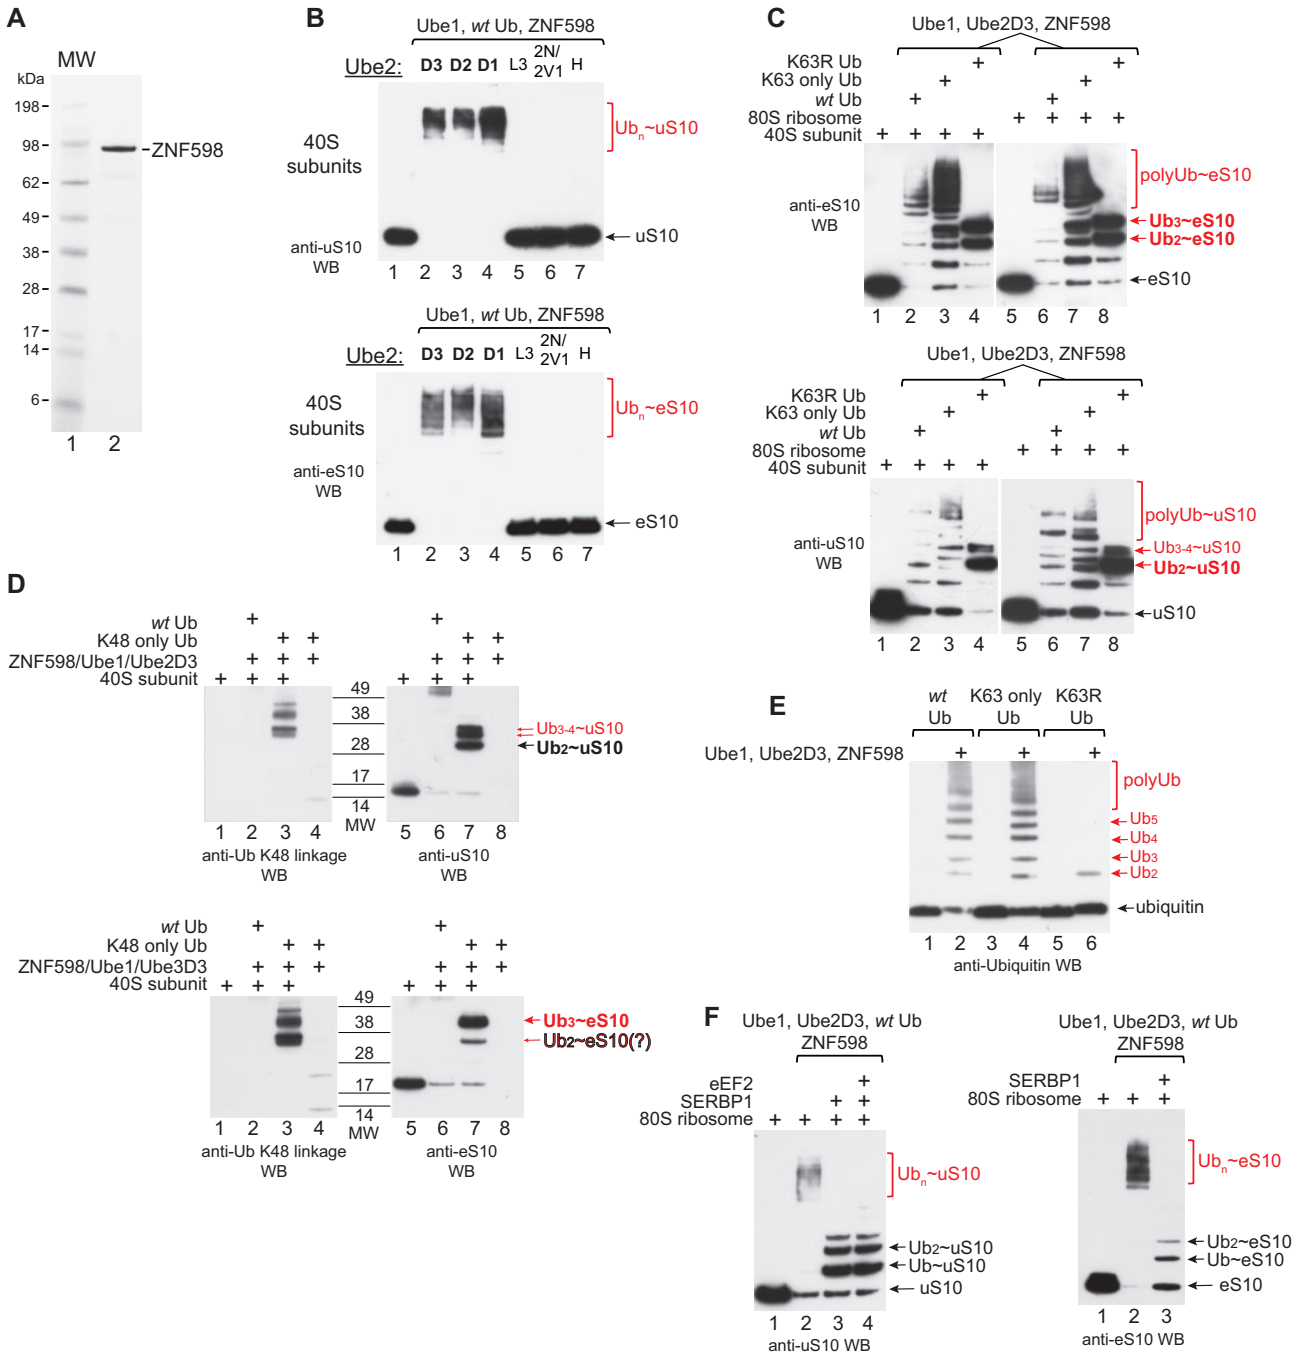 A
MW
kDa
198
98
62
49
38
28
17
14
6
ZNF598
1 2
B
Ube1, wt Ub, ZNF598
Ube2: D3 D2 D1 L3 2N/2V1 H
40S subunits
Ubn~uS10
anti-uS10 WB
uS10
1 2 3 4 5 6 7
Ube1, wt Ub, ZNF598
Ube2: D3 D2 D1 L3 2N/2V1 H
40S subunits
Ubn~eS10
anti-eS10 WB
eS10
1 2 3 4 5 6 7
C
Ube1, Ube2D3, ZNF598
K63R Ub + +
K63 only Ub + +
wt Ub + +
80S ribosome + + + +
40S subunit + + + +
polyUb~eS10
anti-eS10 WB
Ub3~eS10
Ub2~eS10
eS10
1 2 3 4 5 6 7 8
Ube1, Ube2D3, ZNF598
K63R Ub + +
K63 only Ub + +
wt Ub + +
80S ribosome + + + +
40S subunit + + + +
polyUb~uS10
anti-uS10 WB
Ub3-4~uS10
Ub2~uS10
uS10
1 2 3 4 5 6 7 8
D
wt Ub + +
K48 only Ub + + + +
ZNF598/Ube1/Ube2D3 + + + + + +
40S subunit + + + + + +
49
38
28
17
14
MW
Ub3-4~uS10
Ub2~uS10
1 2 3 4 5 6 7 8
anti-Ub K48 linkage WB
anti-uS10 WB
wt Ub + +
K48 only Ub + + + +
ZNF598/Ube1/Ube3D3 + + + + + +
40S subunit + + + + + +
49
38
28
17
14
MW
Ub3~eS10
Ub2~eS10(?)
1 2 3 4 5 6 7 8
anti-Ub K48 linkage WB
anti-eS10 WB
E
wt Ub K63 only Ub K63R Ub
Ube1, Ube2D3, ZNF598 + + +
polyUb
Ub5
Ub4
Ub3
Ub2
ubiquitin
1 2 3 4 5 6
anti-Ubiquitin WB
F
Ube1, Ube2D3, wt Ub
ZNF598
eEF2 +
SERBP1 + +
80S ribosome + + + +
Ubn~uS10
Ub2~uS10
Ub~uS10
uS10
1 2 3 4
anti-uS10 WB
Ube1, Ube2D3, wt Ub
ZNF598
SERBP1 +
80S ribosome + + +
Ubn~eS10
Ub2~eS10
Ub~eS10
eS10
1 2 3
anti-eS10 WB